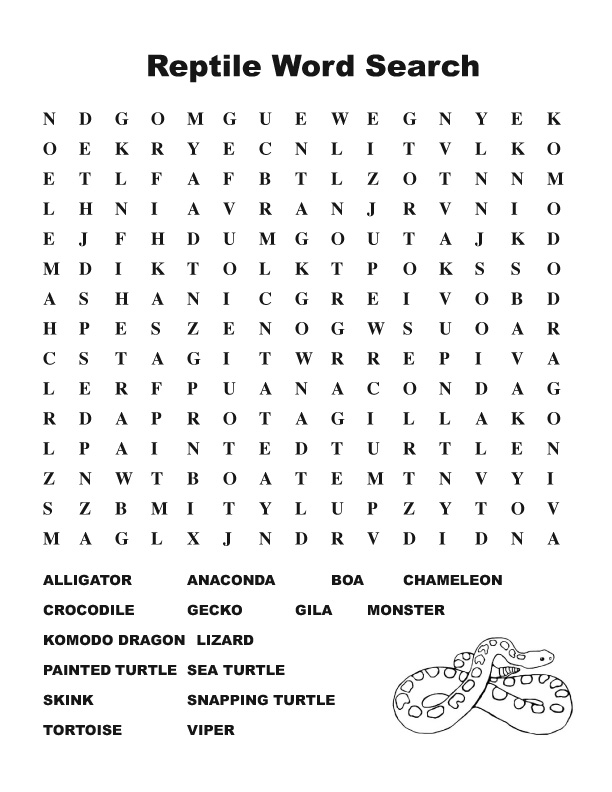 Reptile Word Search
N D G O M G U E W E G N Y E K
O E K R Y E C N L I T V L K O
E T L F A F B T L Z O T N N M
L H N I A V R A N J R V N I O
E J F H D U M G O U T A J K D
M D I K T O L K T P O K S S O
A S H A N I C G R E I V O B D
H P E S Z E N O G W S U O A R
C S T A G I T W R R E P I V A
L E R F P U A N A C O N D A G
R D A P R O T A G I L L A K O
L P A I N T E D T U R T L E N
Z N W T B O A T E M T N V Y I
S Z B M I T Y L U P Z Y T O V
M A G L X J N D R V D I D N A
ALLIGATOR ANACONDA BOA CHAMELEON
CROCODILE GECKO GILA MONSTER
KOMODO DRAGON LIZARD
PAINTED TURTLE SEA TURTLE
SKINK SNAPPING TURTLE
TORTOISE VIPER